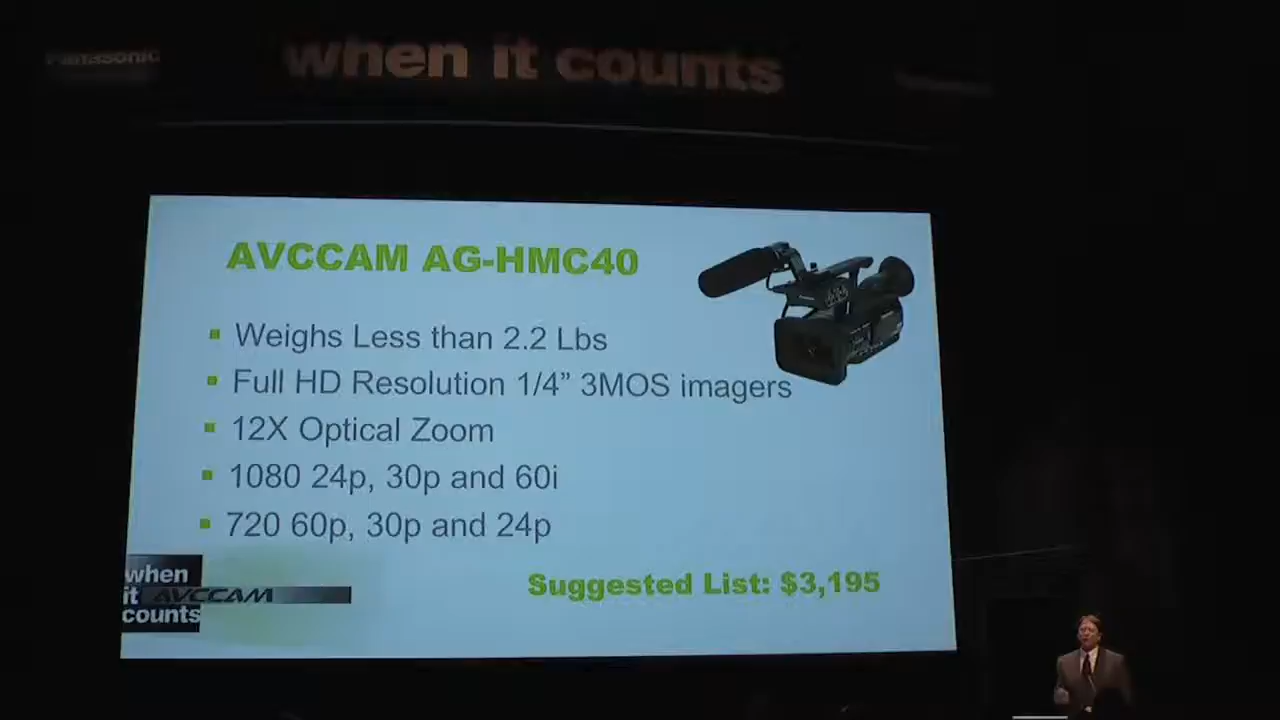 Panasonic
when it counts
AVCCAM AG-HMC40
Weighs Less than 2.2 Lbs
Full HD Resolution 1/4” 3MOS imagers
12X Optical Zoom
1080 24p, 30p and 60i
720 60p, 30p and 24p
when
it AVCCAM
counts
Suggested List: $3,195